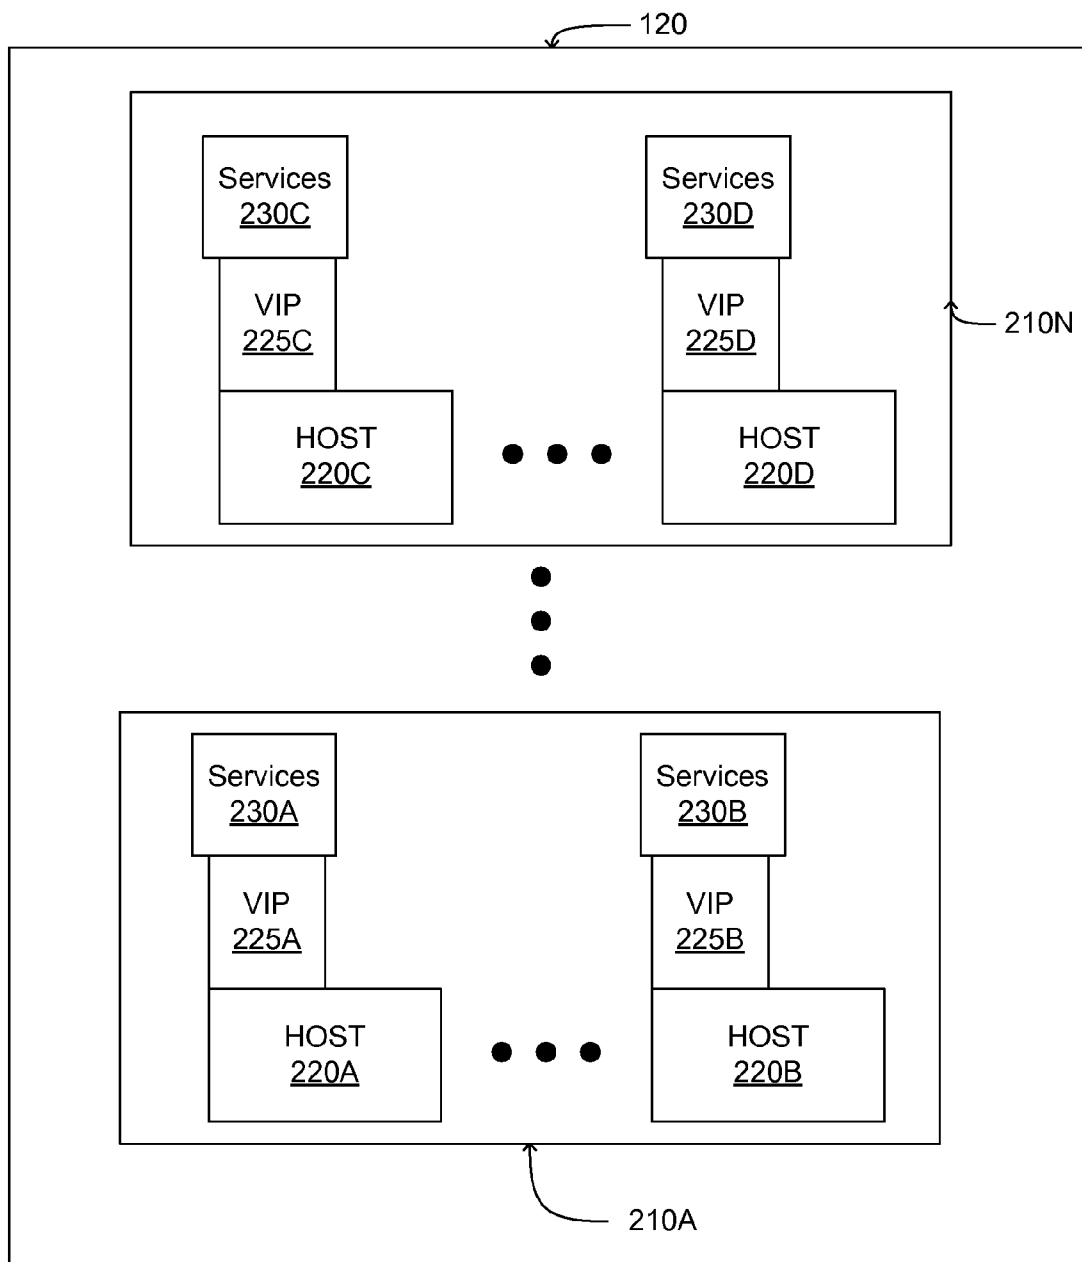 120
Services
230C
Services
230D
VIP
225C
VIP
225D
210N
HOST
220C
HOST
220D
Services
230A
Services
230B
VIP
225A
VIP
225B
HOST
220A
HOST
220B
210A